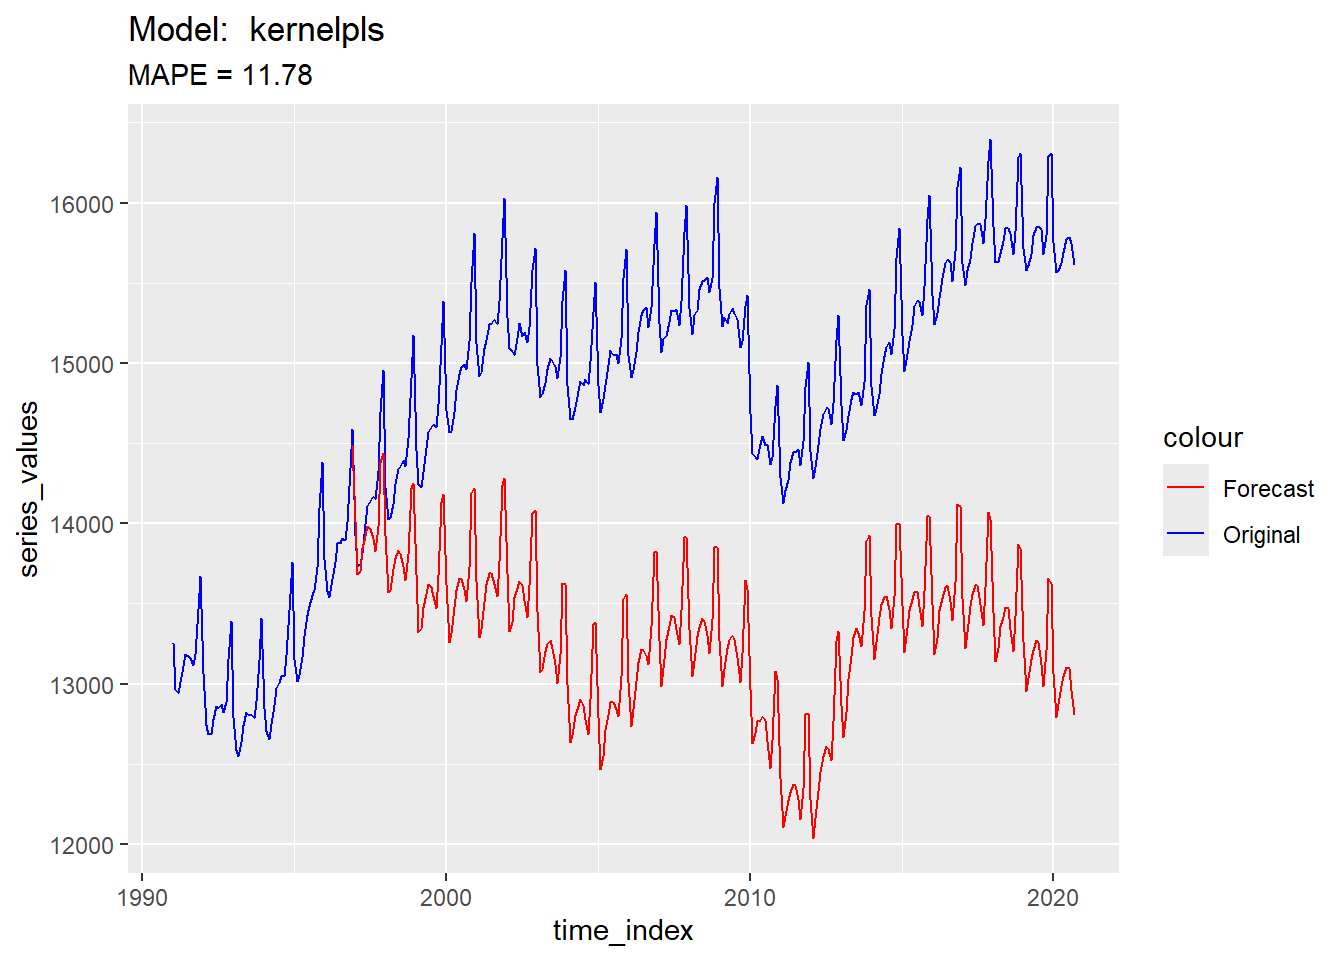 Model:  kernelpls
MAPE = 11.78
series_values
16000
15000
14000
13000
12000
1990
2000
2010
2020
time_index
colour
Forecast
Original